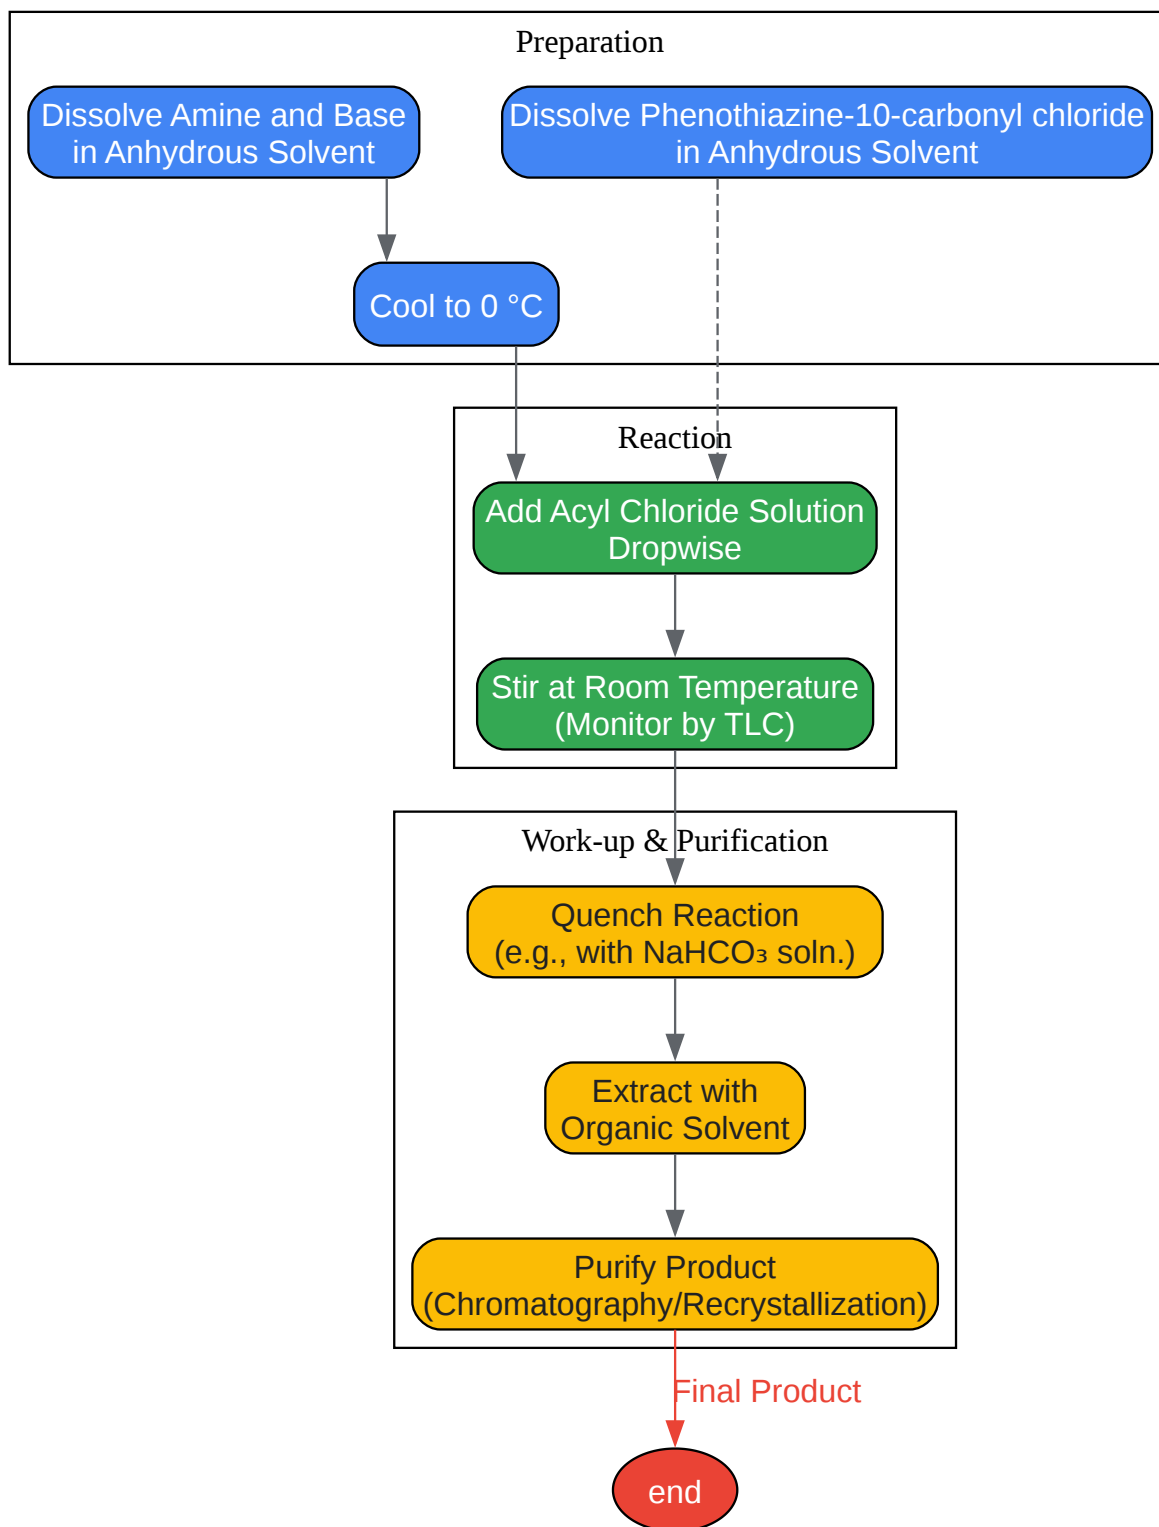 Preparation
Dissolve Amine and Base
in Anhydrous Solvent
Dissolve Phenothiazine-10-carbonyl chloride
in Anhydrous Solvent
Cool to 0 °C
Reaction
Add Acyl Chloride Solution
Dropwise
Stir at Room Temperature
(Monitor by TLC)
Work-up & Purification
Quench Reaction
(e.g., with NaHCO₃ soln.)
Extract with
Organic Solvent
Purify Product
(Chromatography/Recrystallization)
Final Product
end